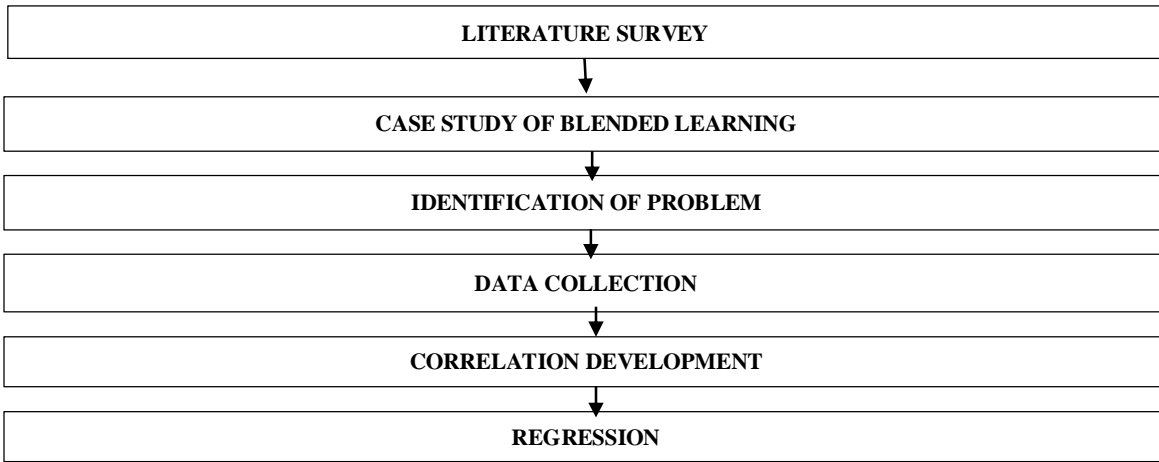 LITERATURE SURVEY
CASE STUDY OF BLENDED LEARNING
IDENTIFICATION OF PROBLEM
DATA COLLECTION
CORRELATION DEVELOPMENT
REGRESSION